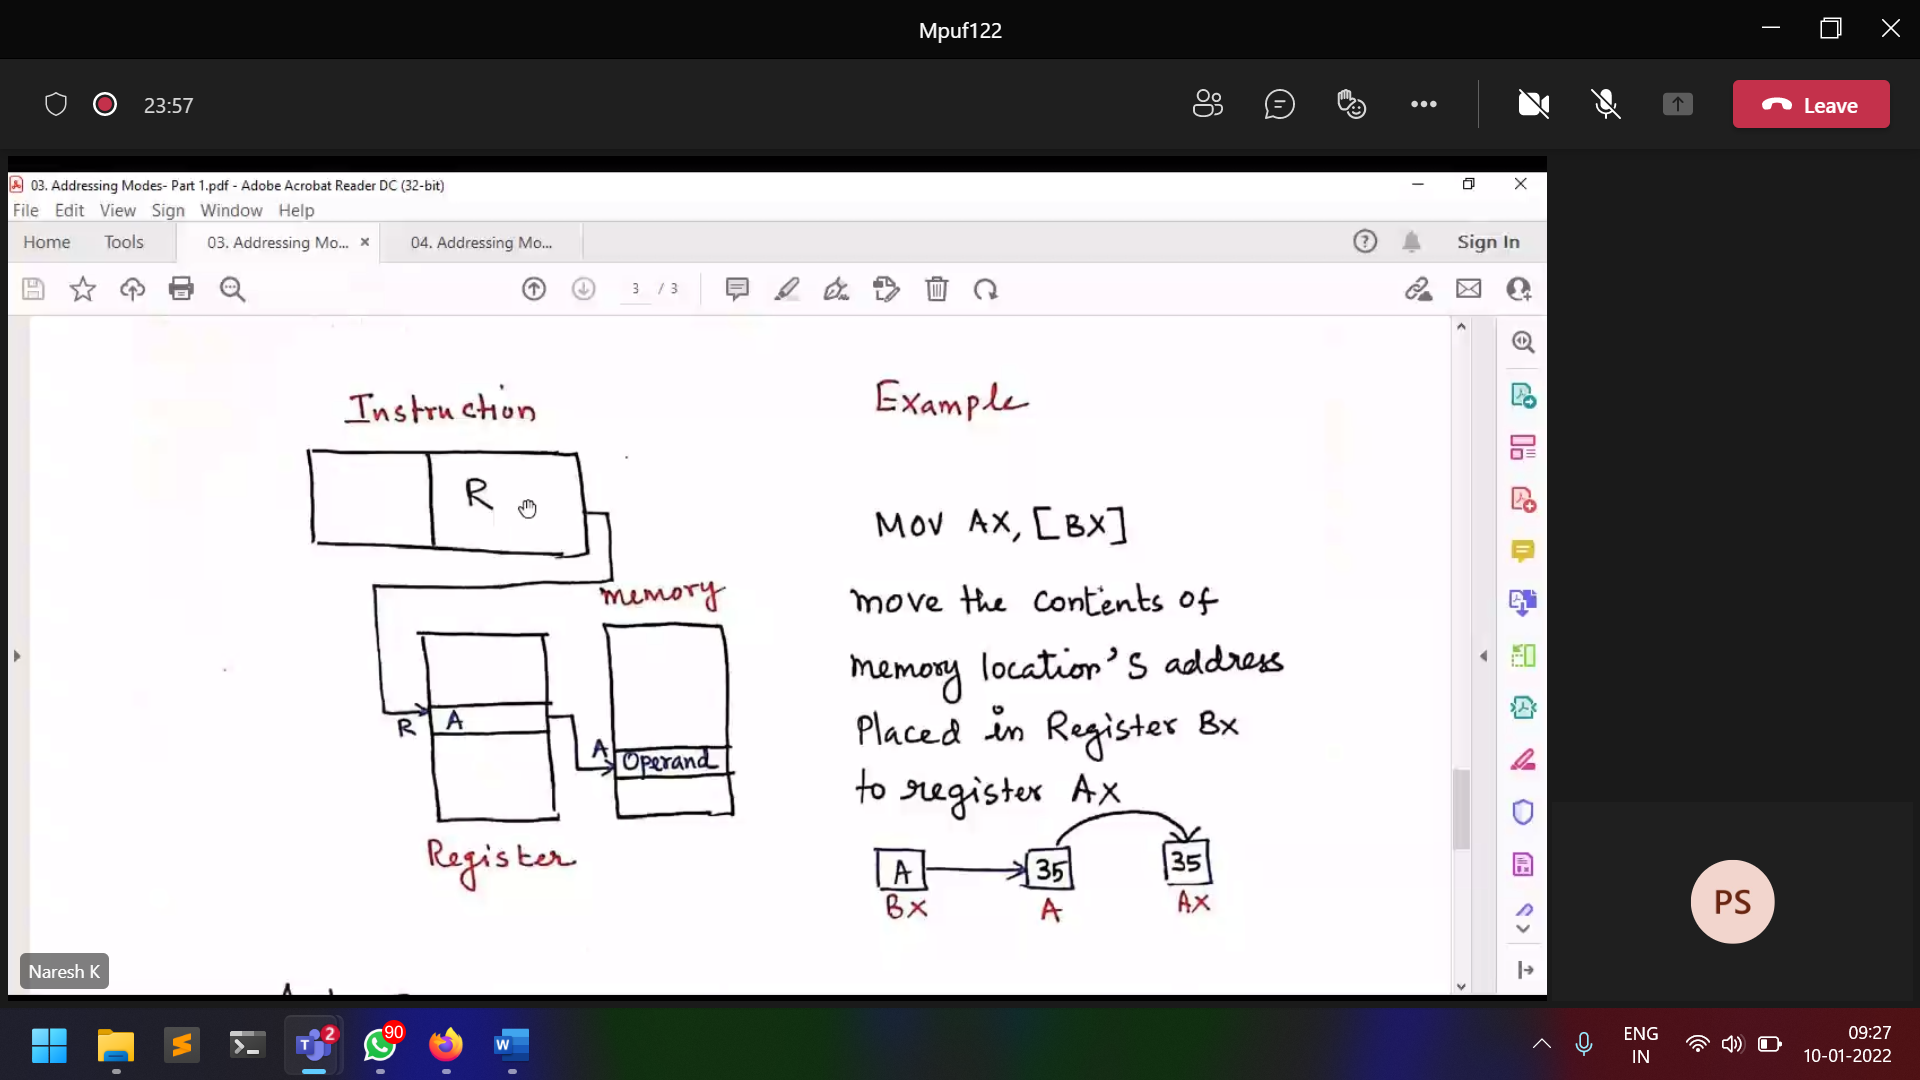 Mpuf122
23:57
Leave
03. Addressing Modes- Part 1.pdf - Adobe Acrobat Reader DC (32-bit)
File Edit View Sign Window Help
Home Tools 03. Addressing Mo... × 04. Addressing Mo... Sign In
3 / 3
Instruction
R
memory
R A
A Operand
Register
Example
MOV AX, [BX]
move the contents of
memory location's address
Placed in Register BX
to register AX
A 35 35
BX A AX
Naresh K
PS
2
90
ENG
IN
09:27
10-01-2022